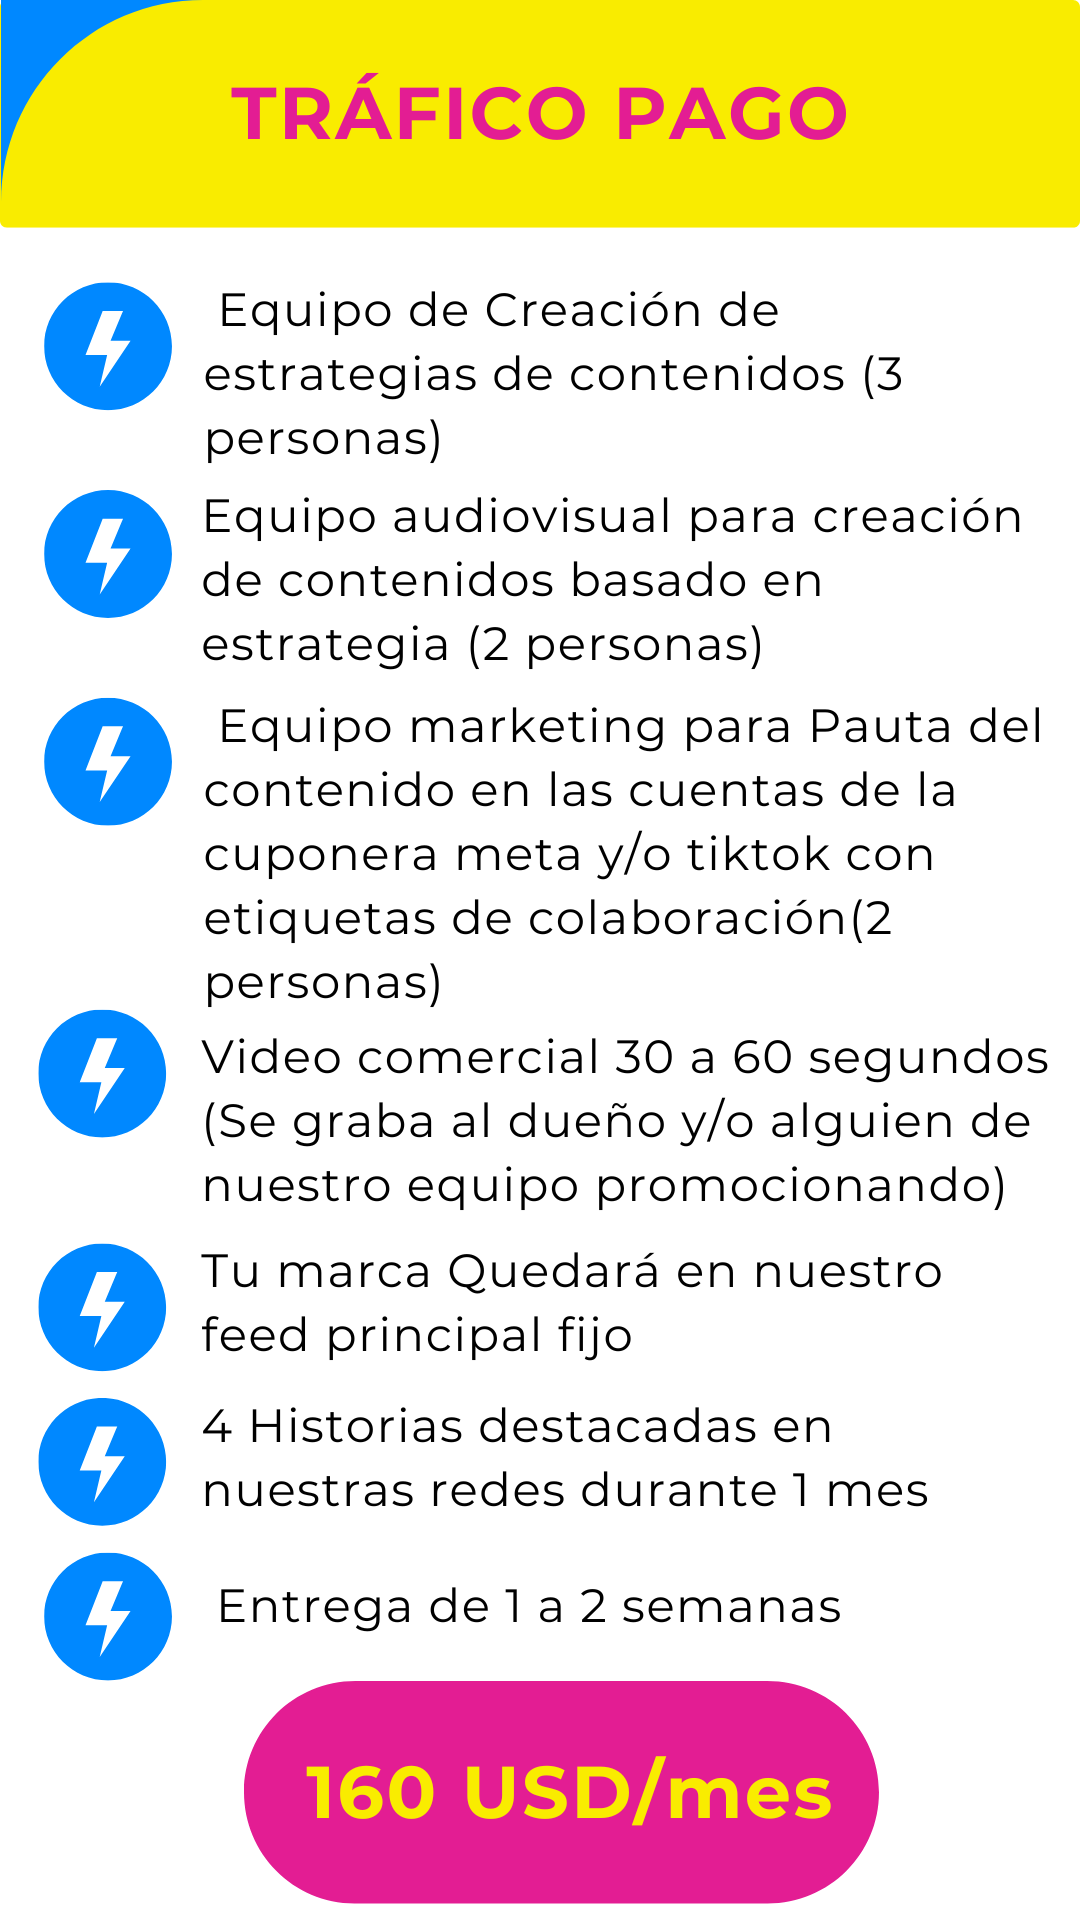 TRÁFICO PAGO
Equipo de Creación de
estrategias de contenidos (3
personas)
Equipo audiovisual para creación
de contenidos basado en
estrategia (2 personas)
Equipo marketing para Pauta del
contenido en las cuentas de la
cuponera meta y/o tiktok con
etiquetas de colaboración(2
personas)
Video comercial 30 a 60 segundos
(Se graba al dueño y/o alguien de
nuestro equipo promocionando)
Tu marca Quedará en nuestro
feed principal fijo
4 Historias destacadas en
nuestras redes durante 1 mes
Entrega de 1 a 2 semanas
160 USD/mes